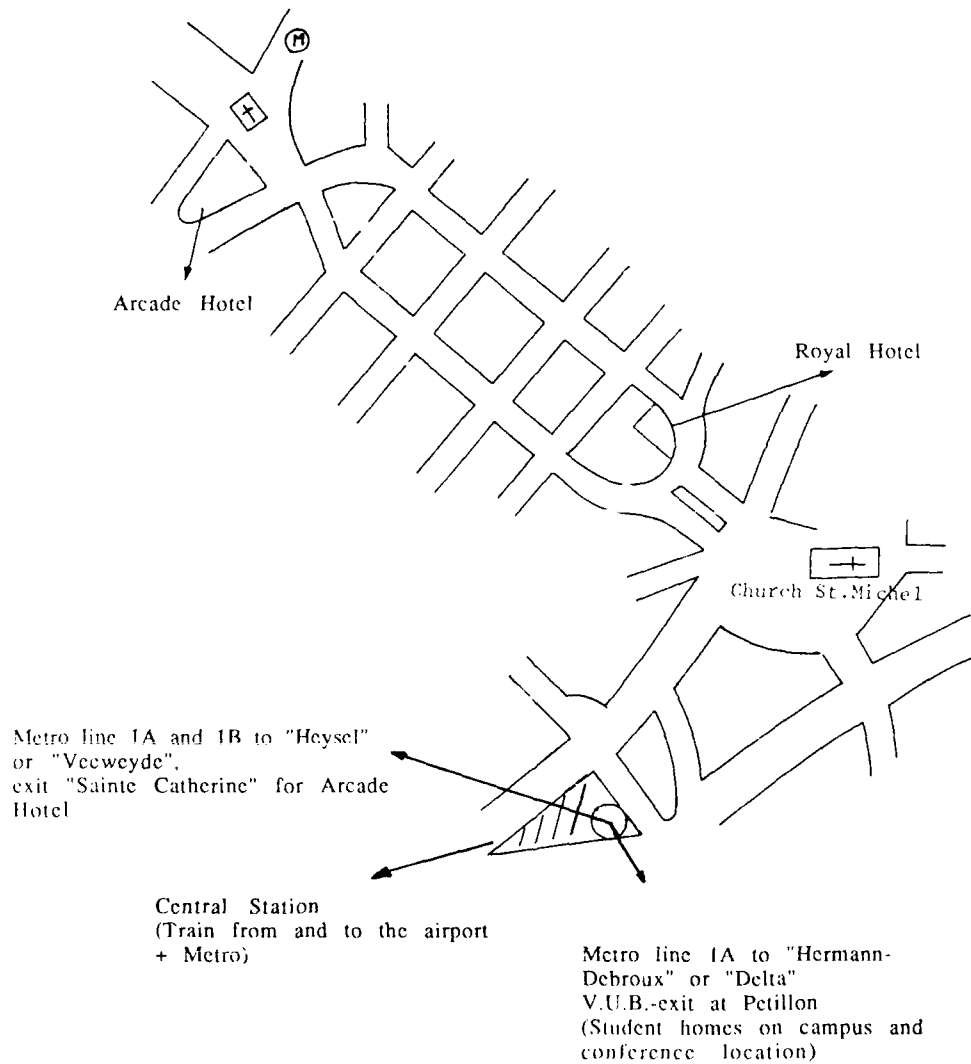 M
Arcade Hotel
Royal Hotel
Church St.Michel
Metro line 1A and 1B to "Heysel"
or "Veeweyde",
exit "Sainte Catherine" for Arcade
Hotel
Central Station
(Train from and to the airport
+ Metro)
Metro line 1A to "Hermann-
Debroux" or "Delta"
V.U.B.-exit at Petillon
(Student homes on campus and
conference location)